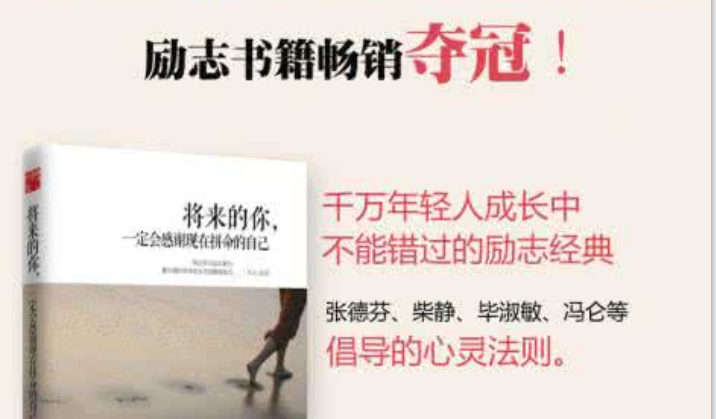 励志书籍畅销夺冠！
将来的你，
一定会感谢现在拼命的自己
将来的你，
一定会感谢现在拼命的自己
千万年轻人成长中
不能错过的励志经典
张德芬、柴静、毕淑敏、冯仑等
倡导的心灵法则。